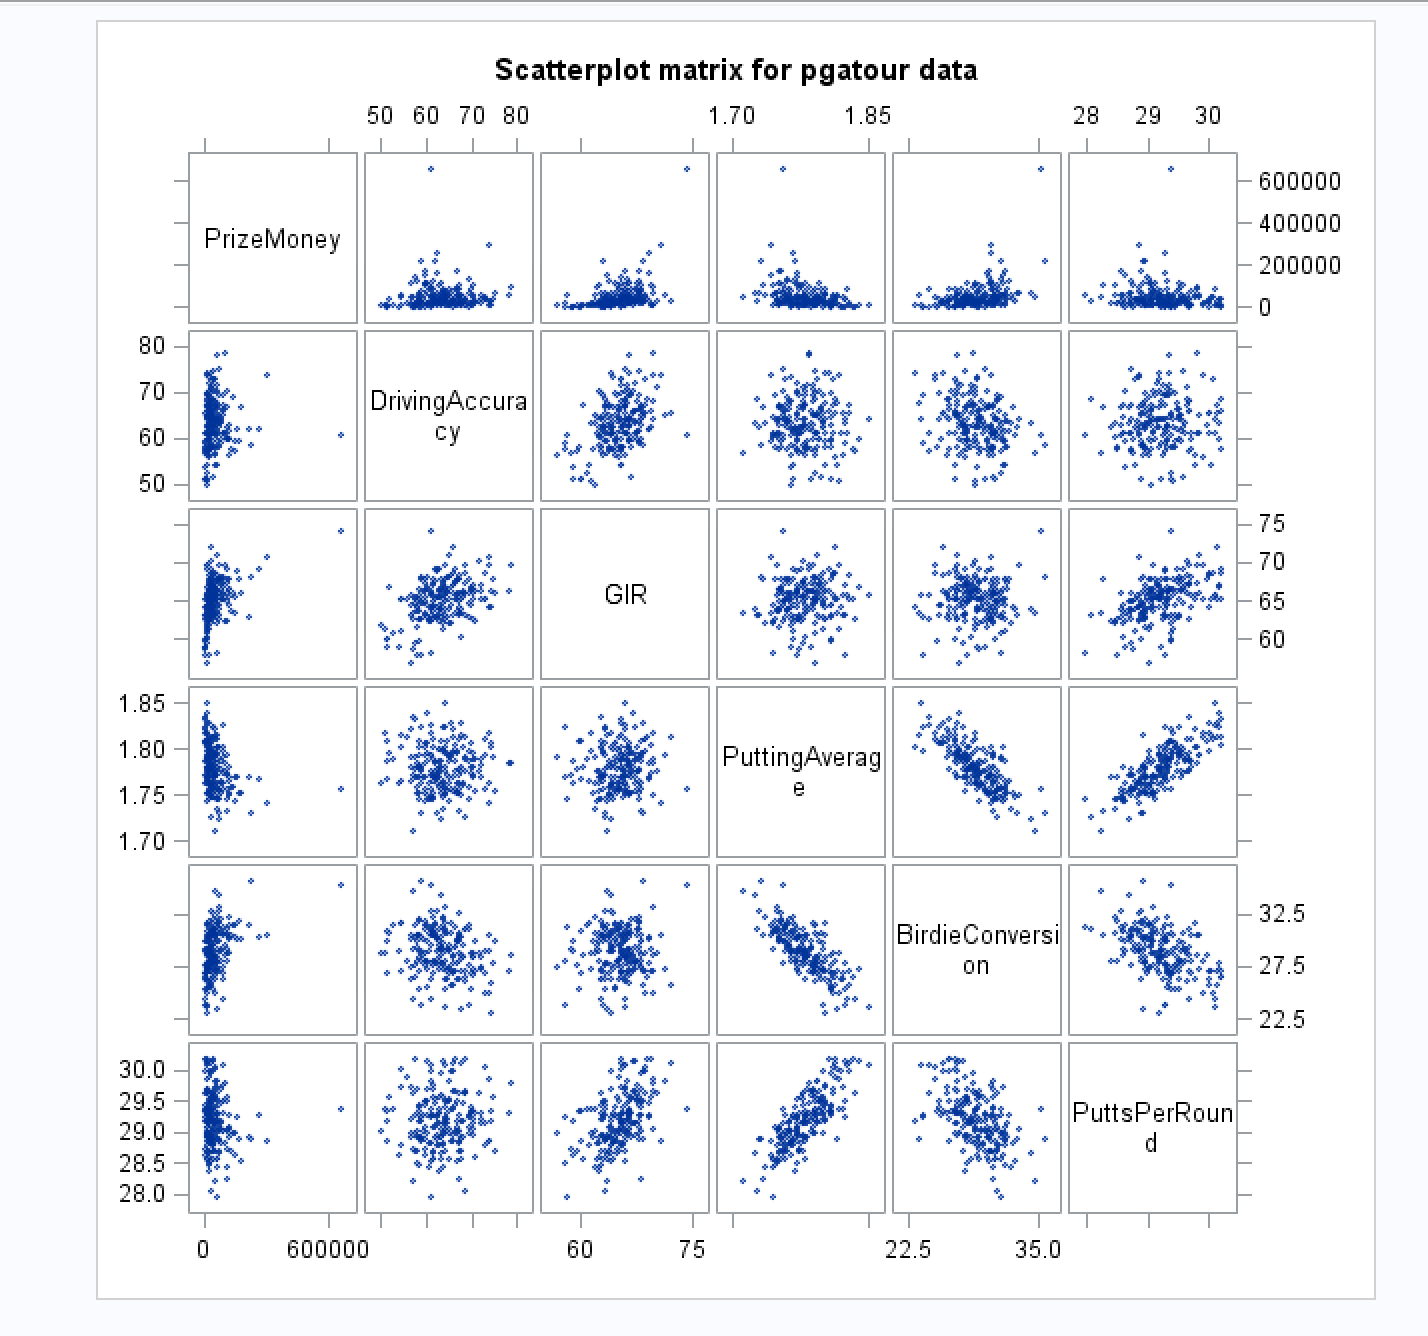 Scatterplot matrix for pgatour data
50 60 70 80 1.70 1.85 28 29 30
600000
400000
200000
0
PrizeMoney
80
70
60
50
DrivingAccura
cy
75
70
65
60
GIR
1.85
1.80
1.75
1.70
PuttingAverag
e
32.5
27.5
22.5
BirdieConversi
on
30.0
29.5
29.0
28.5
28.0
PuttsPerRoun
d
0 600000 60 75 22.5 35.0